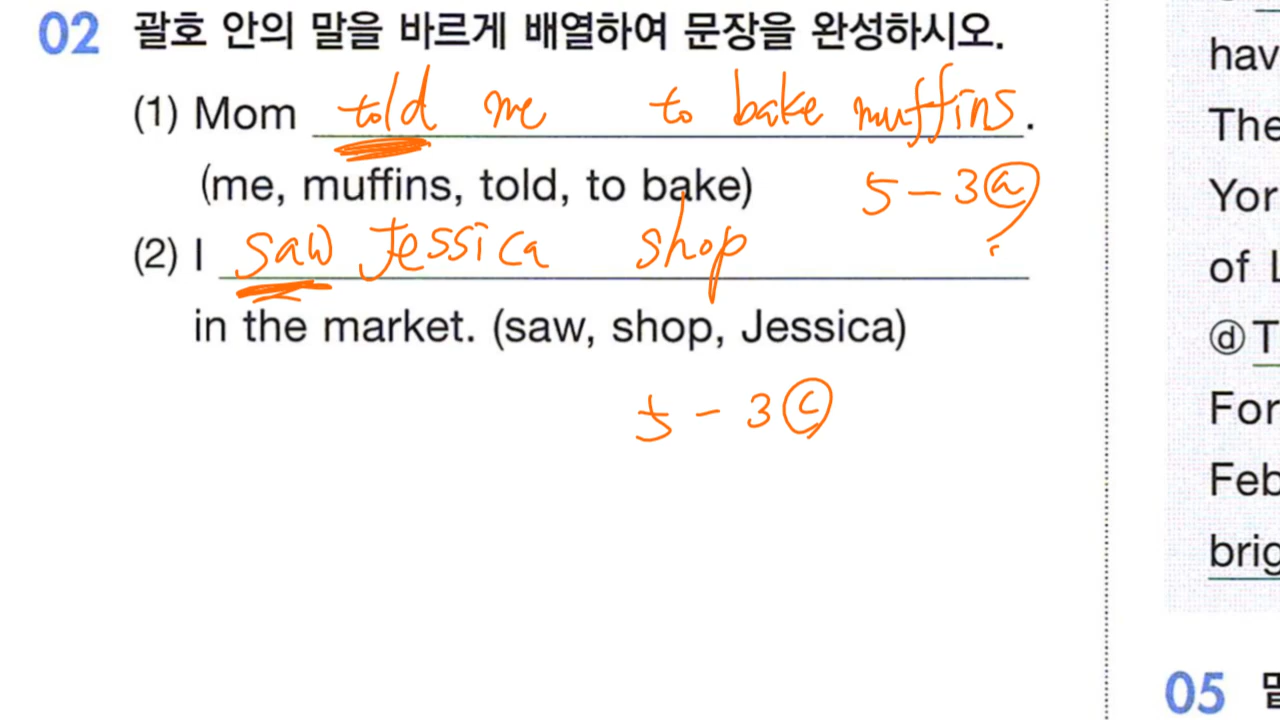 02 괄호 안의 말을 바르게 배열하여 문장을 완성하시오.
(1) Mom told me to bake muffins.
(me, muffins, told, to bake) 5-3ⓐ
(2) I saw Jessica shop
in the market. (saw, shop, Jessica)
5-3ⓒ
hav
The
Yor
of L
ⓓ T
For
Feb
brig
05